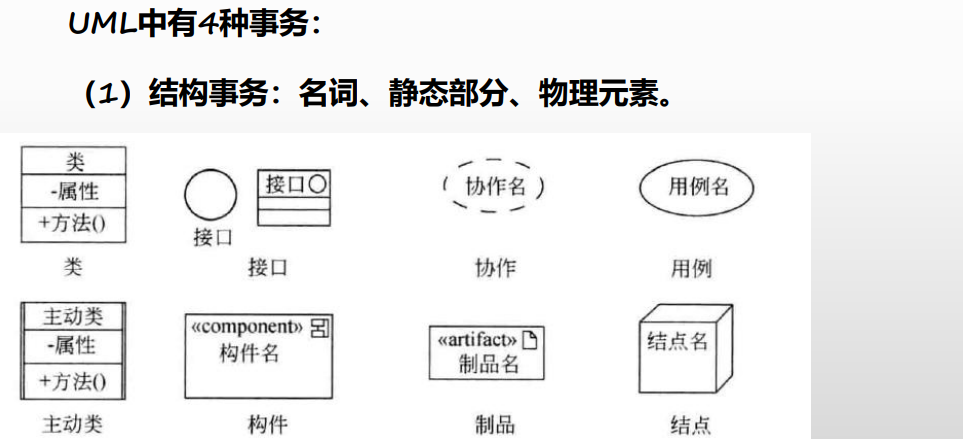 UML中有4种事务：
（1）结构事务：名词、静态部分、物理元素。
类
-属性
+方法()
类
接口
接口
接口
协作名
协作
用例名
用例
主动类
-属性
+方法()
主动类
«component»
构件名
构件
«artifact»
制品名
制品
结点名
结点